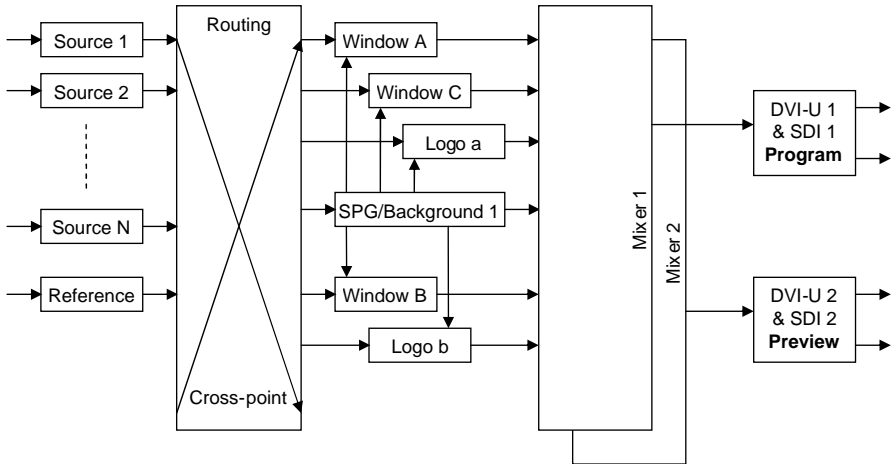 Source 1
Source 2
Source N
Reference
Routing
Cross-point
Window A
Window C
Logo a
SPG/Background 1
Window B
Logo b
Mixer 1
Mixer 2
DVI-U 1
& SDI 1
Program
DVI-U 2
& SDI 2
Preview